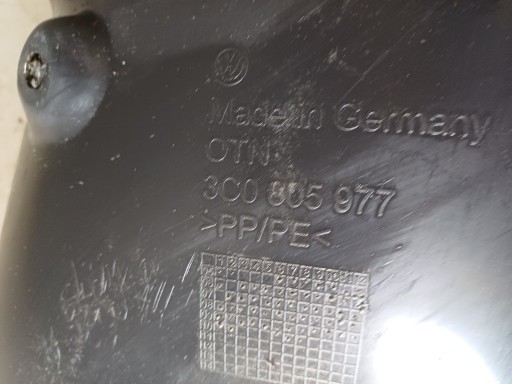 Made in Germany
OTN
3C0 805 977
>PP/PE<